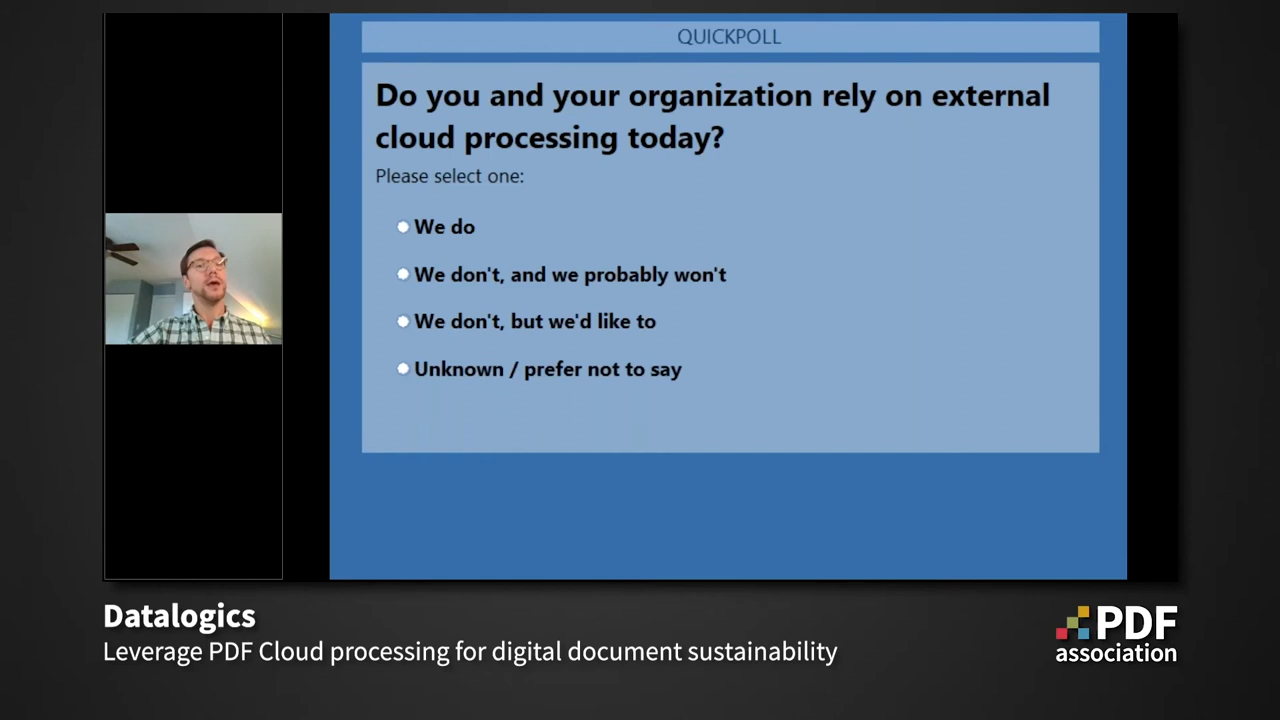 QUICKPOLL
Do you and your organization rely on external
cloud processing today?
Please select one:
We do
We don't, and we probably won't
We don't, but we'd like to
Unknown / prefer not to say
Datalogics
Leverage PDF Cloud processing for digital document sustainability
PDF
association